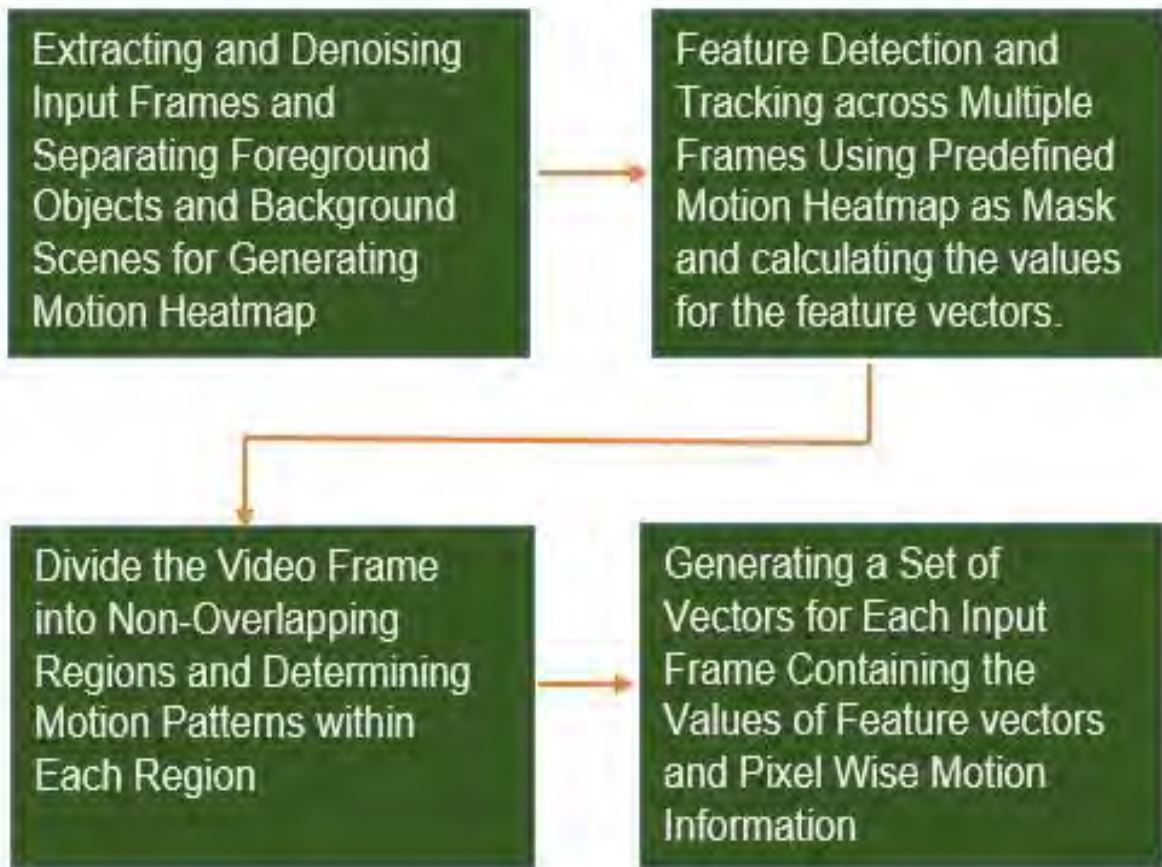 Extracting and Denoising
Input Frames and
Separating Foreground
Objects and Background
Scenes for Generating
Motion Heatmap
Feature Detection and
Tracking across Multiple
Frames Using Predefined
Motion Heatmap as Mask
and calculating the values
for the feature vectors.
Divide the Video Frame
into Non-Overlapping
Regions and Determining
Motion Patterns within
Each Region
Generating a Set of
Vectors for Each Input
Frame Containing the
Values of Feature vectors
and Pixel Wise Motion
Information